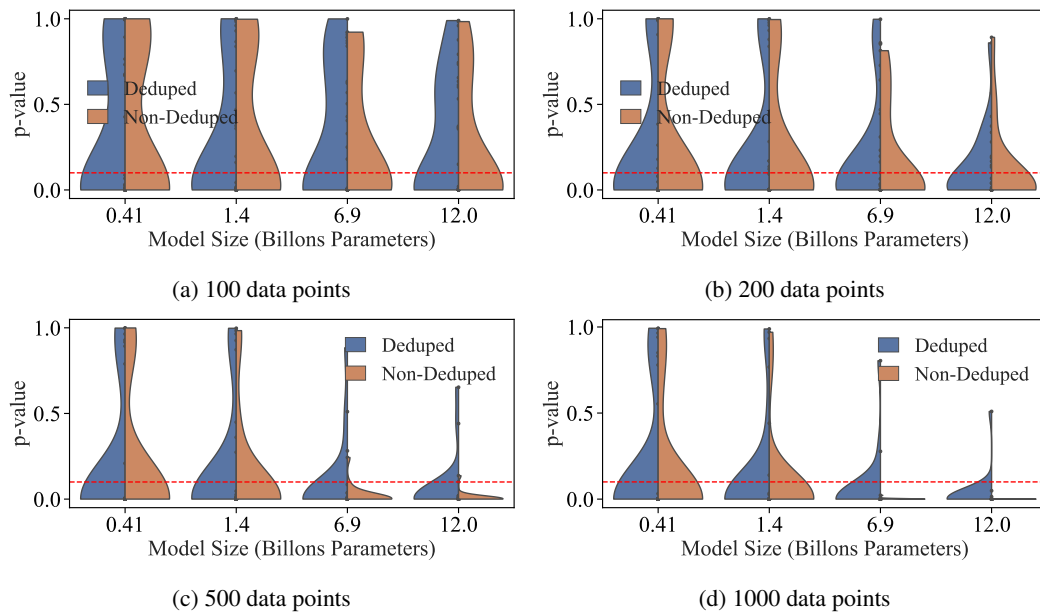 1.0
0.5
0.0
p-value
Deduped
Non-Deduped
0.41 1.4 6.9 12.0
Model Size (Billons Parameters)
(a) 100 data points
1.0
0.5
0.0
p-value
Deduped
Non-Deduped
0.41 1.4 6.9 12.0
Model Size (Billons Parameters)
(b) 200 data points
1.0
0.5
0.0
p-value
Deduped
Non-Deduped
0.41 1.4 6.9 12.0
Model Size (Billons Parameters)
(c) 500 data points
1.0
0.5
0.0
p-value
Deduped
Non-Deduped
0.41 1.4 6.9 12.0
Model Size (Billons Parameters)
(d) 1000 data points